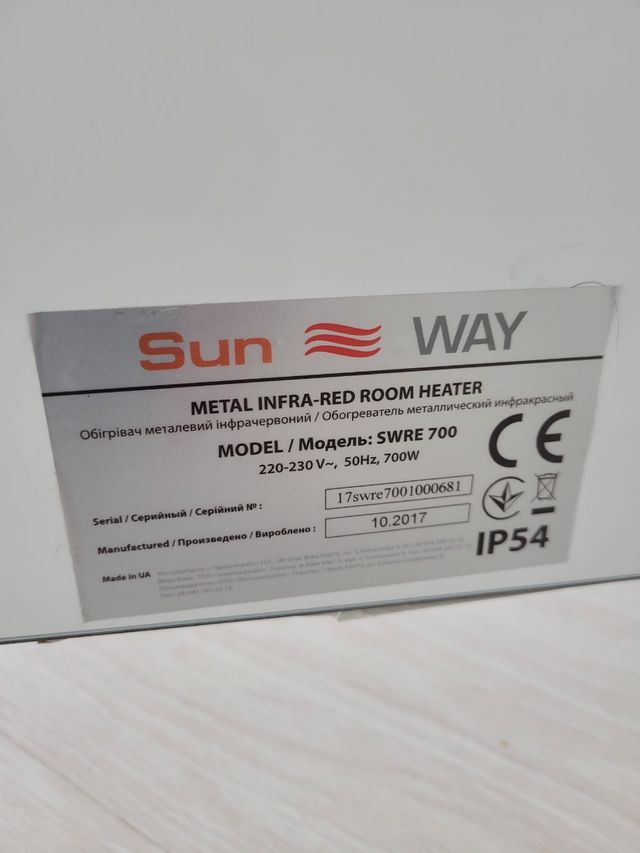 Sun WAY
METAL INFRA-RED ROOM HEATER
Обігрівач металевий інфрачервоний / Обогреватель металлический инфракрасный
MODEL / Модель: SWRE 700
220-230 V~, 50Hz, 700W
CE
Serial / Серийный / Серійний № : 17swre7001000681
Manufactured / Произведено / Вироблено : 10.2017
IP54
Made in UA